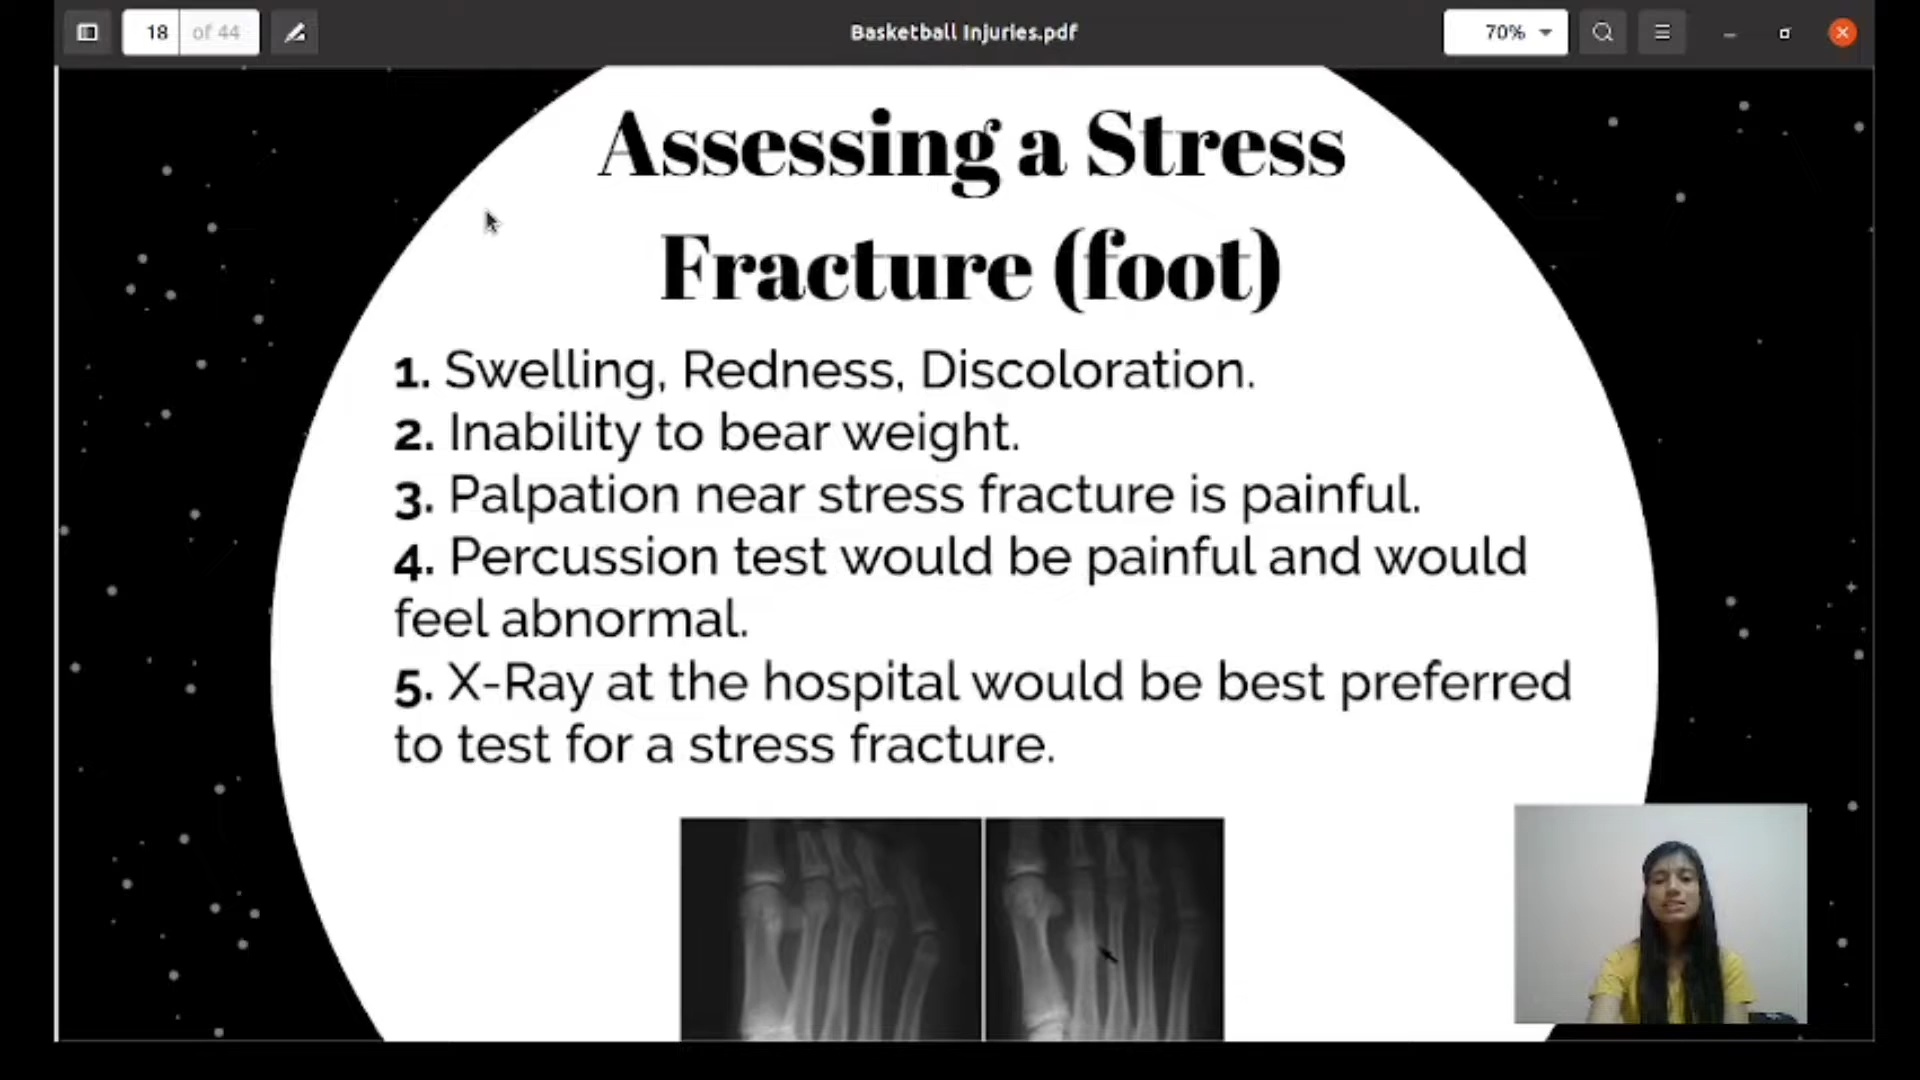 18 of 44
Basketball Injuries.pdf
70%
Assessing a Stress
Fracture (foot)
1. Swelling, Redness, Discoloration.
2. Inability to bear weight.
3. Palpation near stress fracture is painful.
4. Percussion test would be painful and would
feel abnormal.
5. X-Ray at the hospital would be best preferred
to test for a stress fracture.